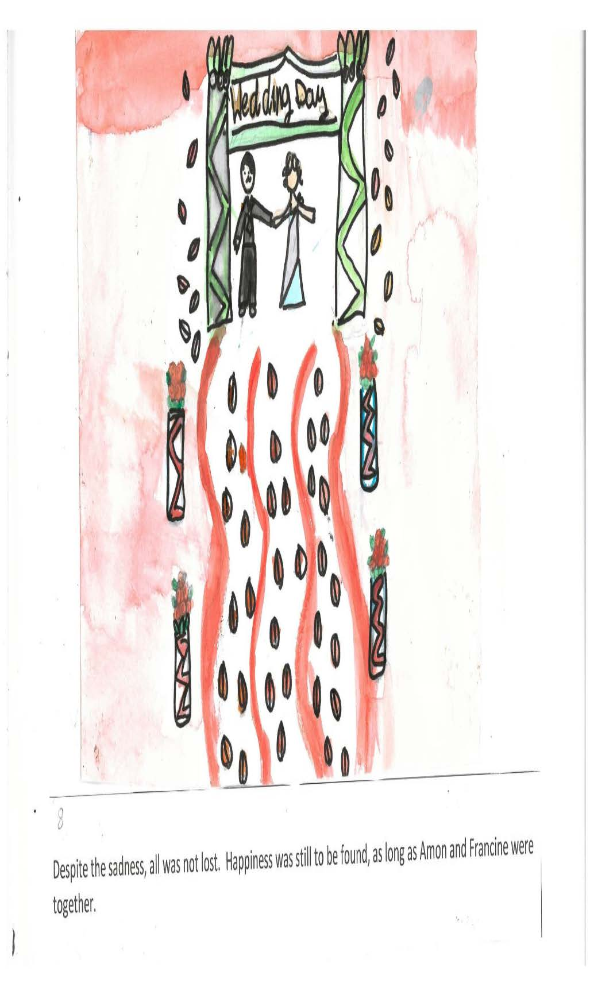 Wedding Day
8
Despite the sadness, all was not lost.  Happiness was still to be found, as long as Amon and Francine were
together.